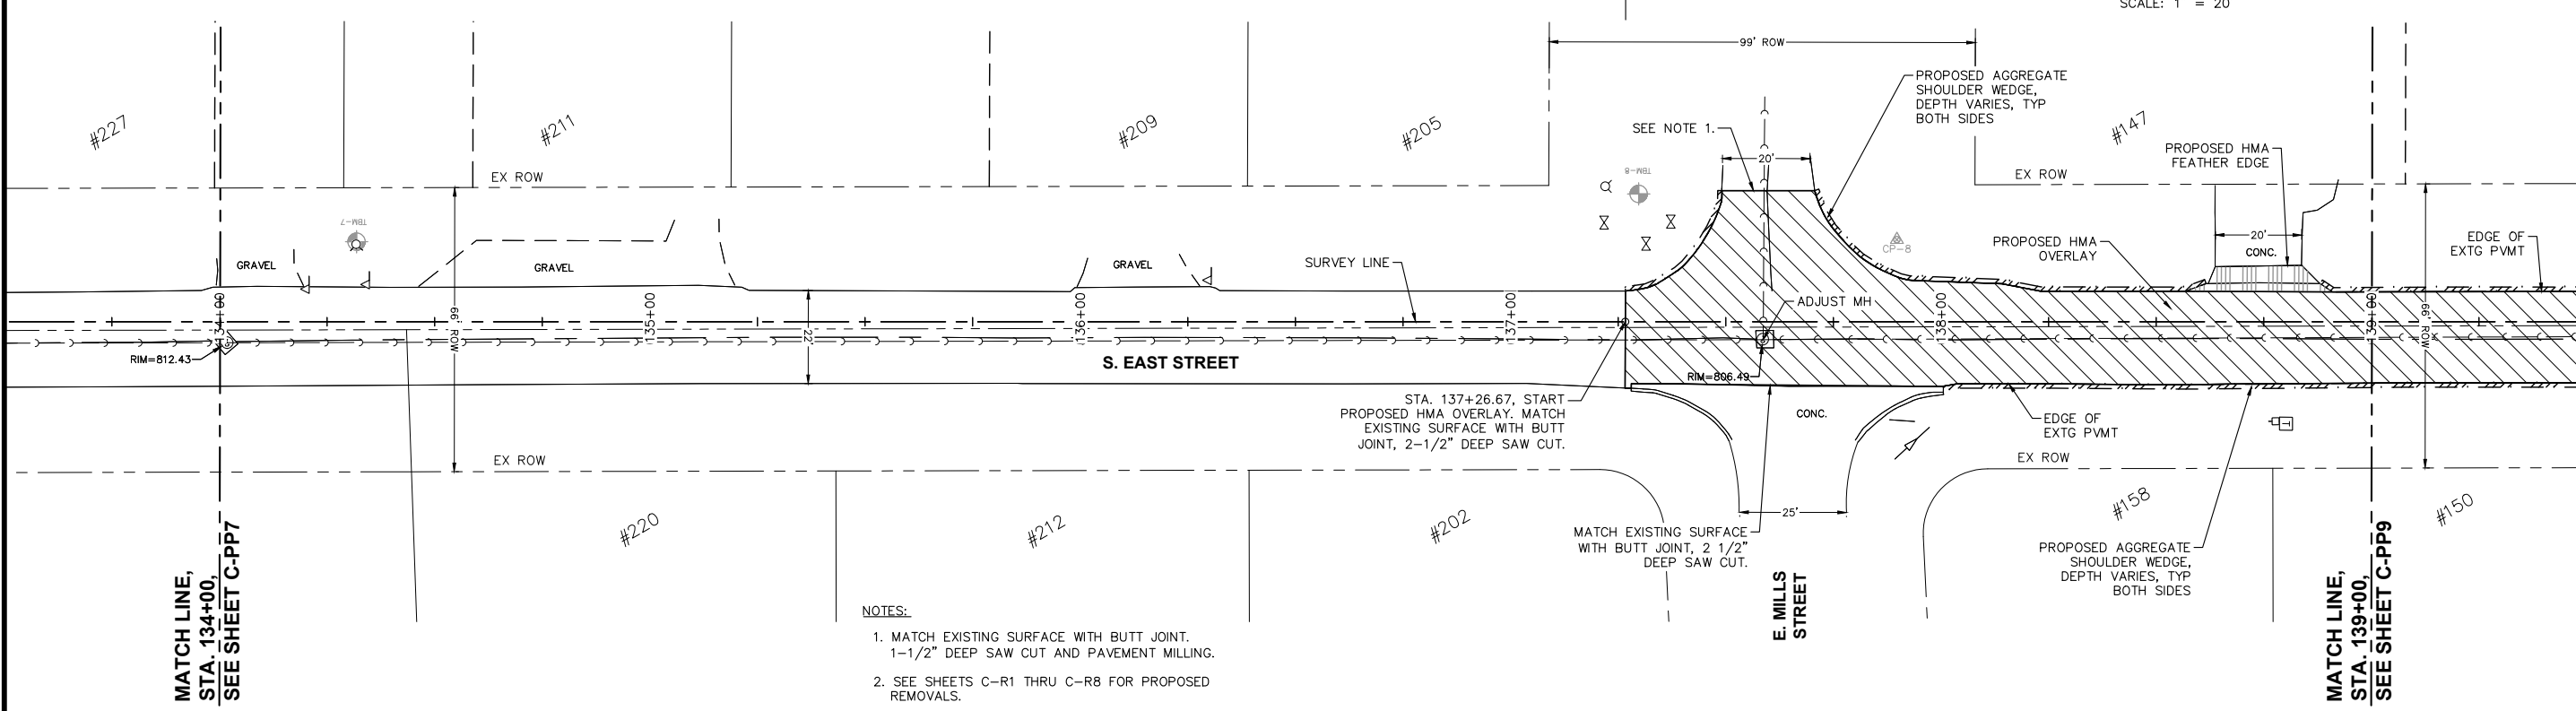 SCALE: 1" = 20'
99' ROW
PROPOSED AGGREGATE
SHOULDER WEDGE,
DEPTH VARIES, TYP
BOTH SIDES
#227
#211
#209
#205
SEE NOTE 1.
#147
PROPOSED HMA
FEATHER EDGE
20'
EX ROW
EX ROW
TBM-7
TBM-8
CP-8
GRAVEL
GRAVEL
GRAVEL
SURVEY LINE
PROPOSED HMA
OVERLAY
20'
CONC.
EDGE OF
EXTG PVMT
134+00
135+00
136+00
137+00
138+00
139+00
ADJUST MH
66' ROW
22'
66' ROW
RIM=812.43
S. EAST STREET
RIM=806.49
STA. 137+26.67, START
PROPOSED HMA OVERLAY. MATCH
EXISTING SURFACE WITH BUTT
JOINT, 2-1/2" DEEP SAW CUT.
CONC.
EDGE OF
EXTG PVMT
EX ROW
EX ROW
25'
#220
#212
#202
#158
#150
MATCH EXISTING SURFACE
WITH BUTT JOINT, 2 1/2"
DEEP SAW CUT.
PROPOSED AGGREGATE
SHOULDER WEDGE,
DEPTH VARIES, TYP
BOTH SIDES
E. MILLS
STREET
MATCH LINE,
STA. 134+00,
SEE SHEET C-PP7
MATCH LINE,
STA. 139+00,
SEE SHEET C-PP9
NOTES:
1. MATCH EXISTING SURFACE WITH BUTT JOINT.
1-1/2" DEEP SAW CUT AND PAVEMENT MILLING.
2. SEE SHEETS C-R1 THRU C-R8 FOR PROPOSED
REMOVALS.